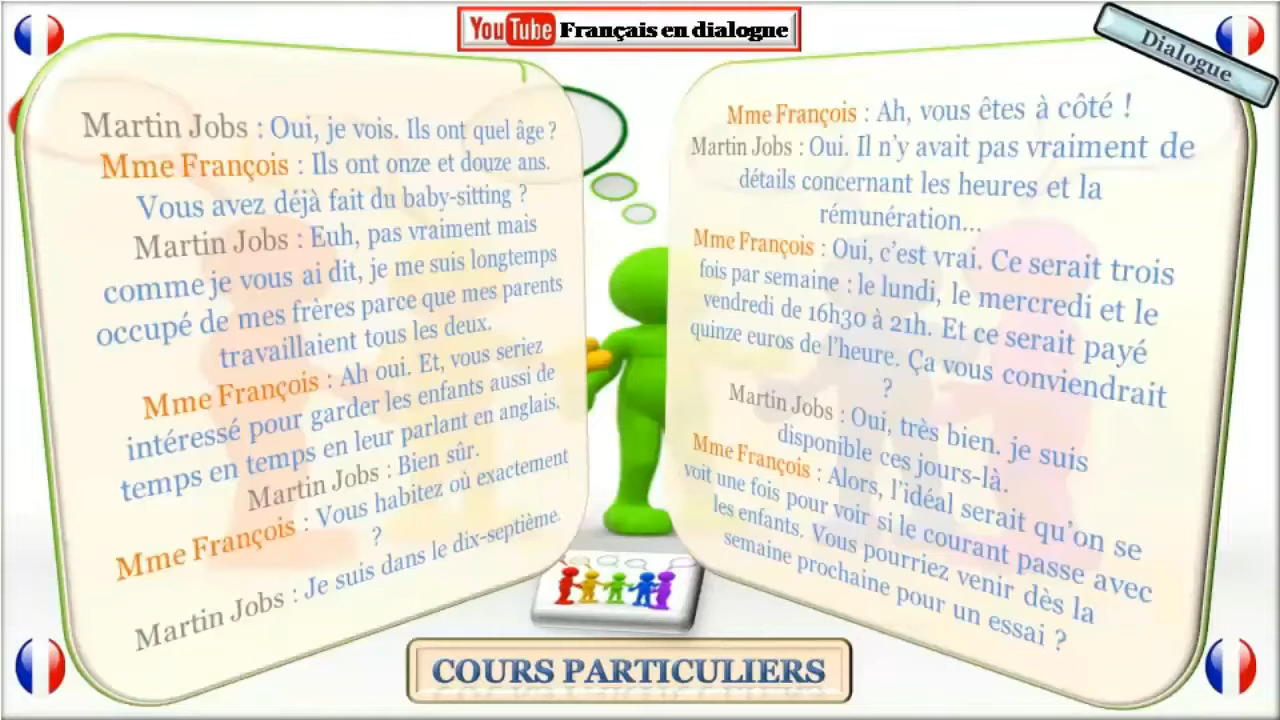 YouTube Français en dialogue
Dialogue
Martin Jobs : Oui, je vois. Ils ont quel âge ?
Mme François : Ils ont onze et douze ans.
Vous avez déjà fait du baby-sitting ?
Martin Jobs : Euh, pas vraiment mais
comme je vous ai dit, je me suis longtemps
occupé de mes frères parce que mes parents
travaillaient tous les deux.
Mme François : Ah oui. Et, vous seriez
intéressé pour garder les enfants aussi de
temps en temps en leur parlant en anglais.
Martin Jobs : Bien sûr.
Mme François : Vous habitez où exactement
?
Martin Jobs : Je suis dans le dix-septième.
Mme François : Ah, vous êtes à côté !
Martin Jobs : Oui. Il n'y avait pas vraiment de
détails concernant les heures et la
rémunération...
Mme François : Oui, c'est vrai. Ce serait trois
fois par semaine : le lundi, le mercredi et le
vendredi de 16h30 à 21h. Et ce serait payé
quinze euros de l'heure. Ça vous conviendrait
?
Martin Jobs : Oui, très bien. je suis
disponible ces jours-là.
Mme François : Alors, l'idéal serait qu'on se
voit une fois pour voir si le courant passe avec
les enfants. Vous pourriez venir dès la
semaine prochaine pour un essai ?
COURS PARTICULIERS